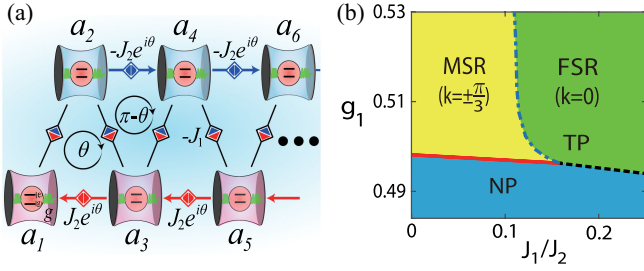 (a)
a₂ -J₂e^{iθ} a₄ -J₂e^{iθ} a₆
θ π-θ -J₁
|e⟩
|g⟩ g
a₁ J₂e^{iθ} a₃ J₂e^{iθ} a₅
(b)
0.53
0.51
0.49
g₁
MSR
(k=±π/3)
FSR
(k=0)
TP
NP
0 0.1 0.2
J₁/J₂